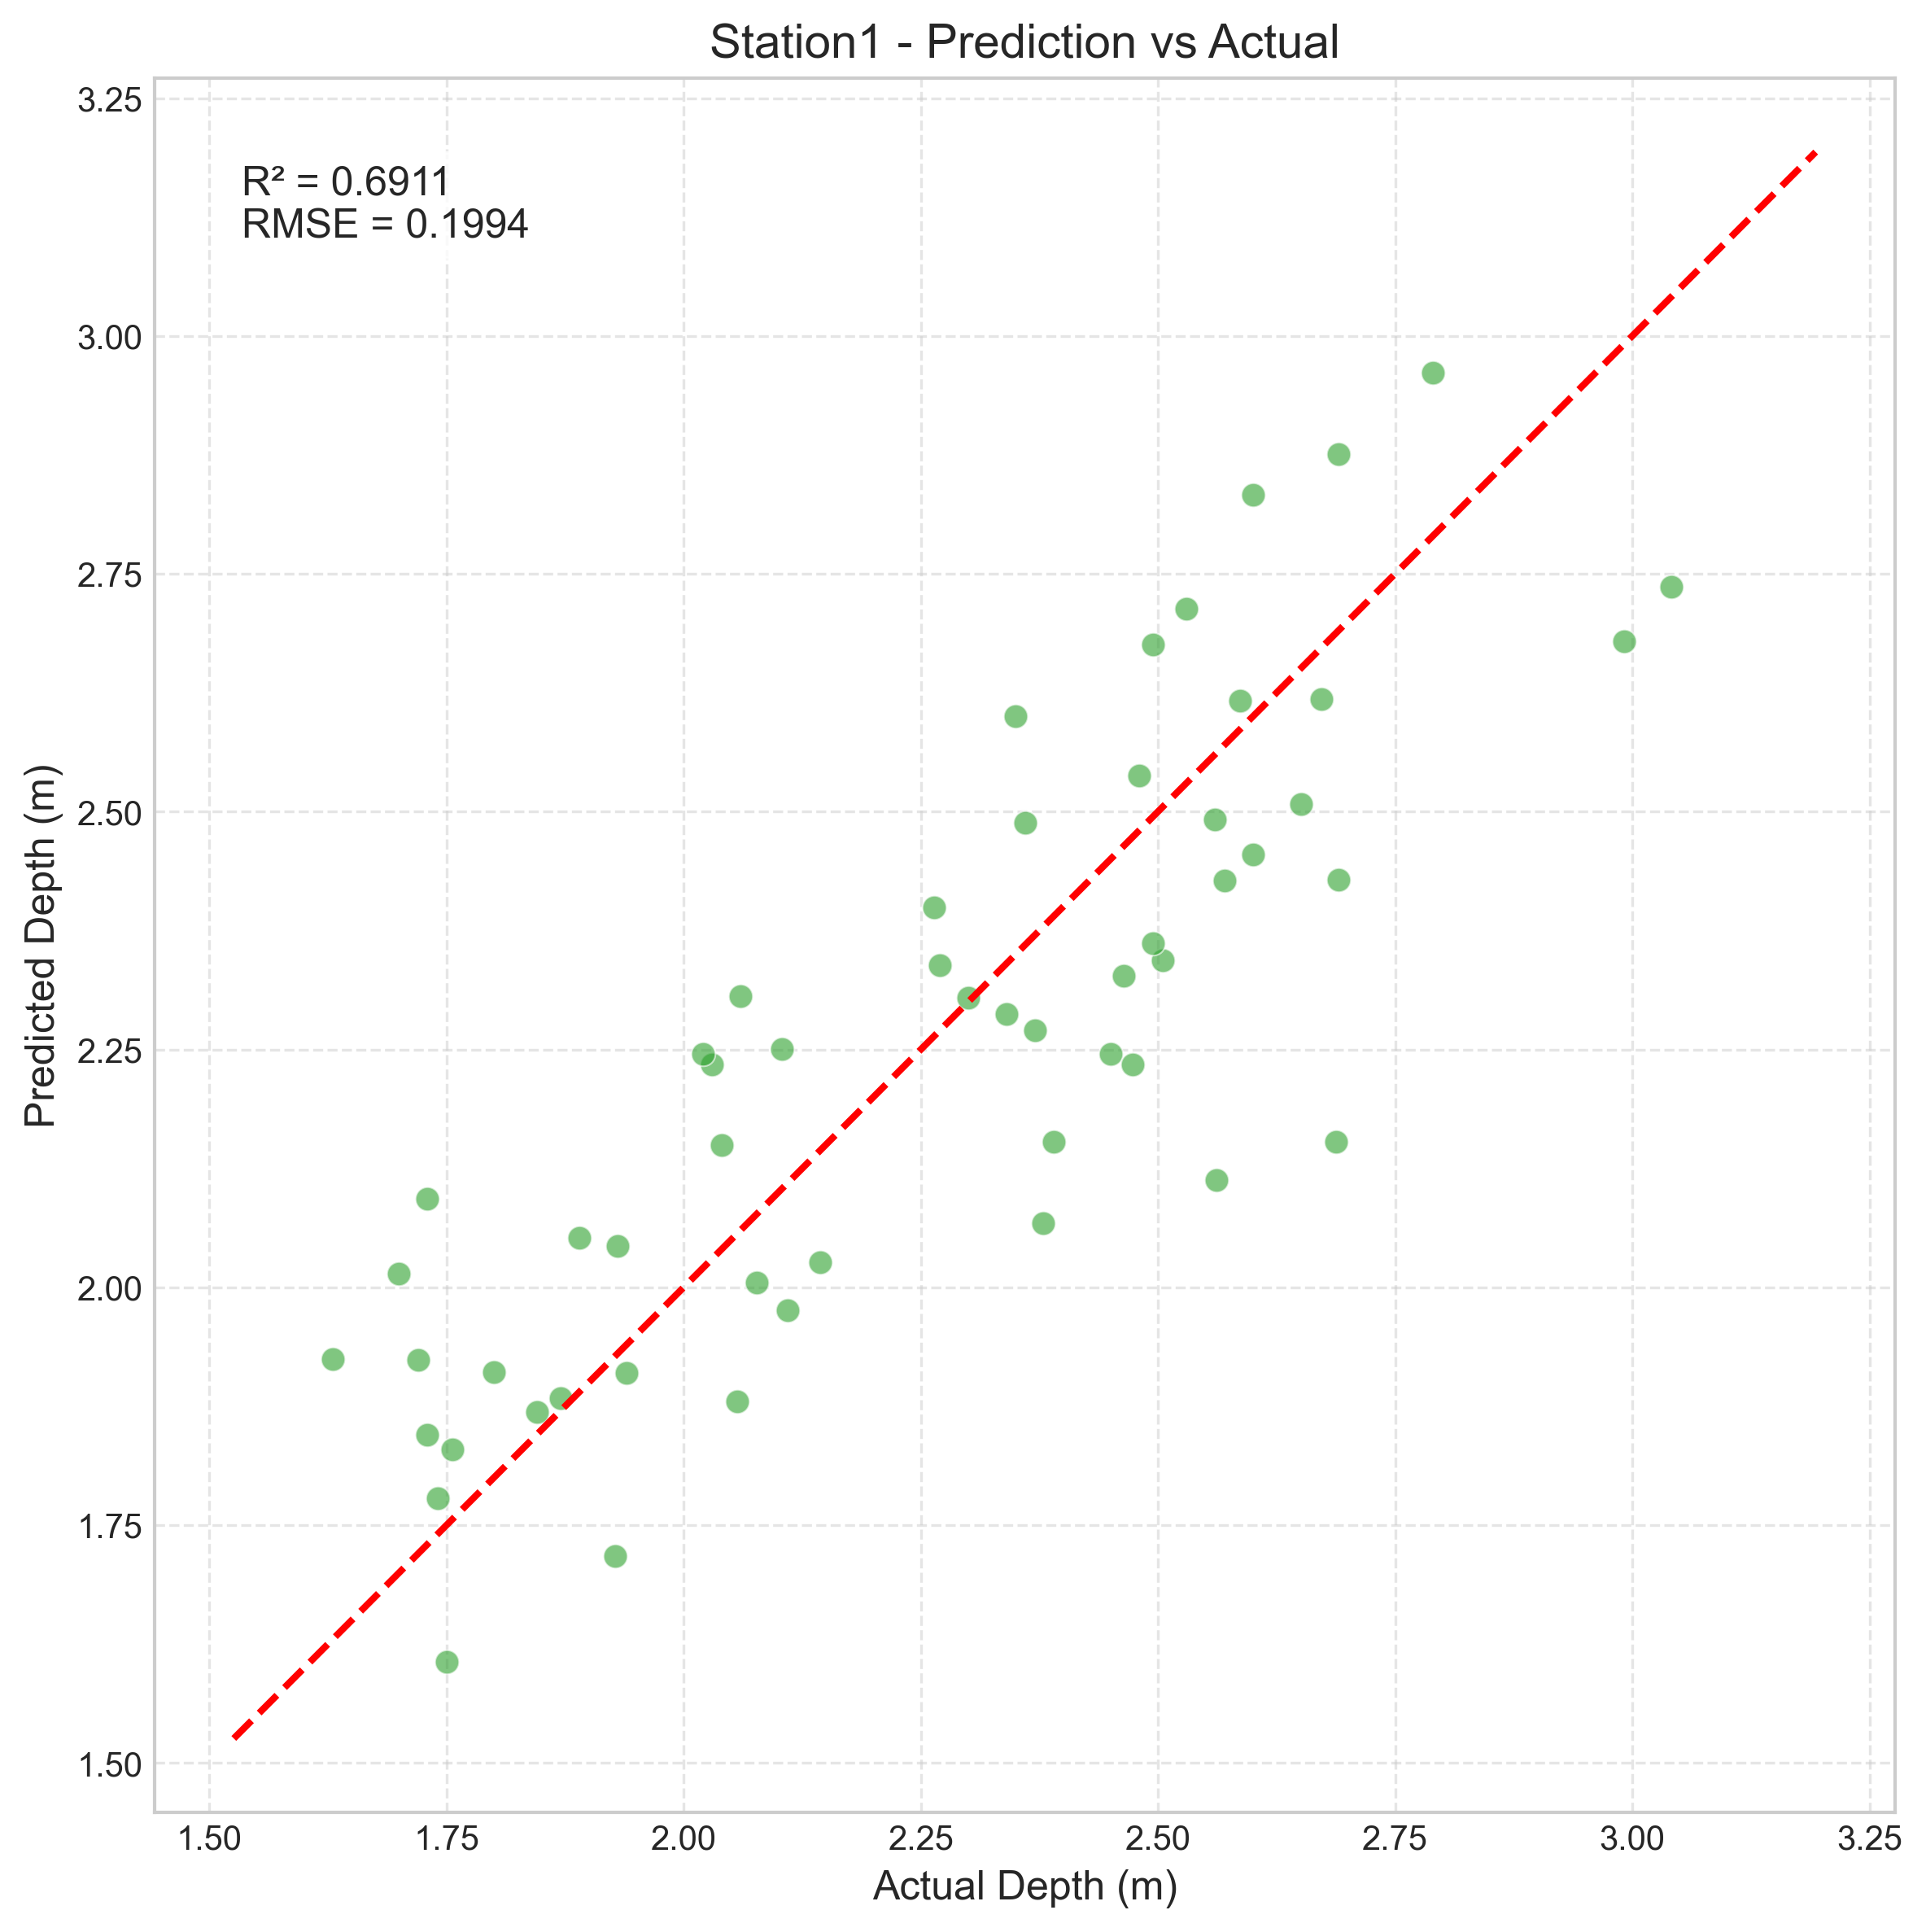 Station1 - Prediction vs Actual
3.25
R² = 0.6911
RMSE = 0.1994
3.00
2.75
2.50
2.25
2.00
1.75
1.50
Predicted Depth (m)
1.50 1.75 2.00 2.25 2.50 2.75 3.00 3.25
Actual Depth (m)